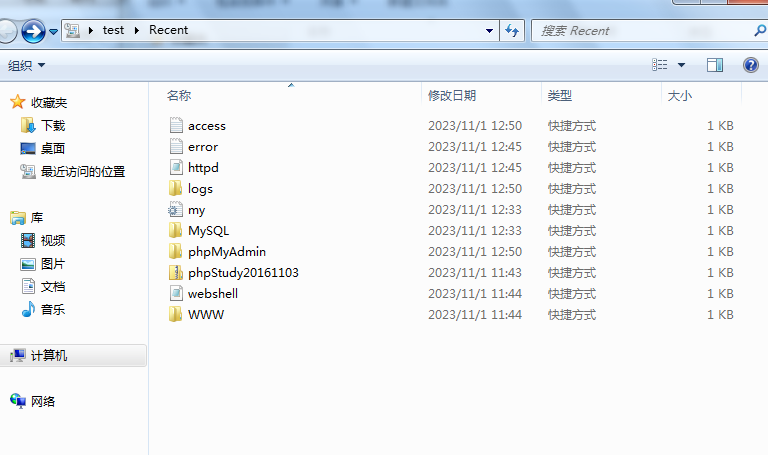 test Recent
搜索 Recent
组织
名称 修改日期 类型 大小
收藏夹
下载
桌面
最近访问的位置
库
视频
图片
文档
音乐
计算机
网络
access 2023/11/1 12:50 快捷方式 1 KB
error 2023/11/1 12:45 快捷方式 1 KB
httpd 2023/11/1 12:45 快捷方式 1 KB
logs 2023/11/1 12:50 快捷方式 1 KB
my 2023/11/1 12:33 快捷方式 1 KB
MySQL 2023/11/1 12:33 快捷方式 1 KB
phpMyAdmin 2023/11/1 12:50 快捷方式 1 KB
phpStudy20161103 2023/11/1 11:43 快捷方式 1 KB
webshell 2023/11/1 11:44 快捷方式 1 KB
WWW 2023/11/1 11:44 快捷方式 1 KB